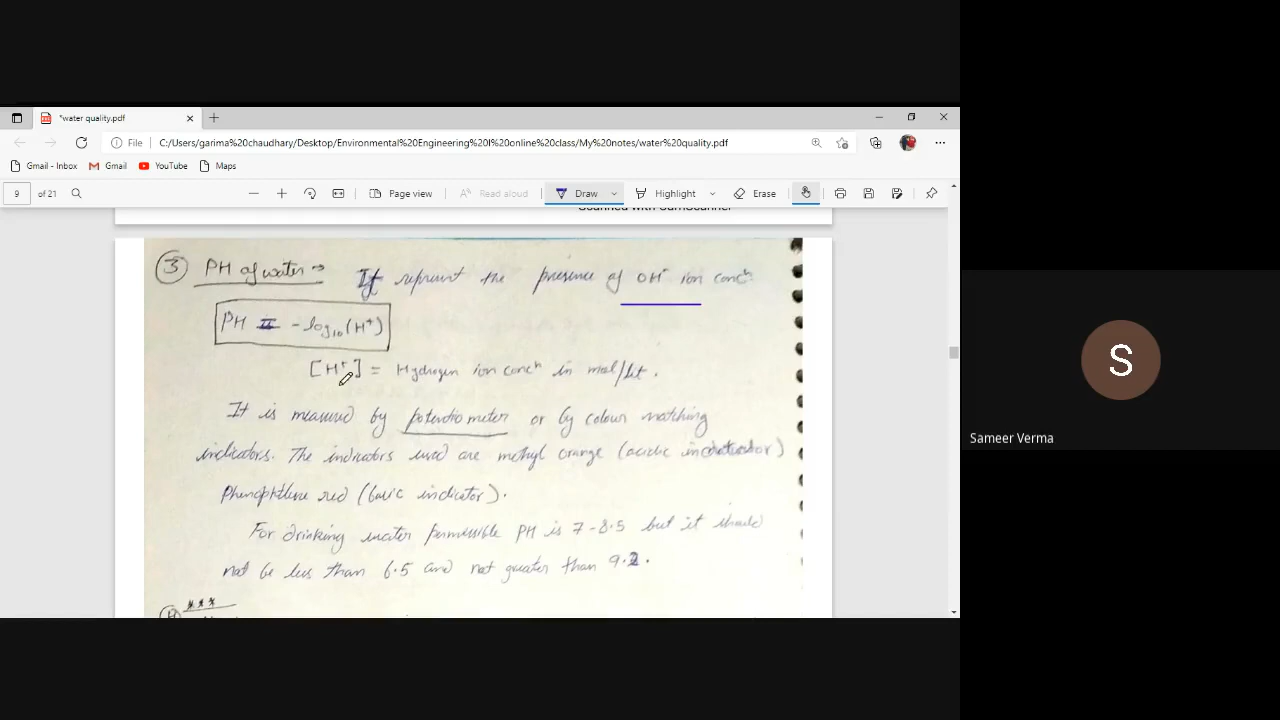 *water quality.pdf
File
C:/Users/garima%20chaudhary/Desktop/Environmental%20Engineering%20I%20online%20class/My%20notes/water%20quality.pdf
Gmail - Inbox Gmail YouTube Maps
9 of 21 Page view Read aloud Draw Highlight Erase
Scanned with CamScanner
3 PH of water → It represent the presence of OH⁻ ion concⁿ
PH = - log₁₀(H⁺)
[H⁺] = Hydrogen ion concⁿ in mol/lit.
It is measured by potentiometer or by colour matching
indicators. The indicators used are methyl orange (acidic indicator)
Phenophtlene red (basic indicator).
For drinking water permissible PH is 7-8.5 but it should
not be less than 6.5 and not greater than 9.2.
S
Sameer Verma